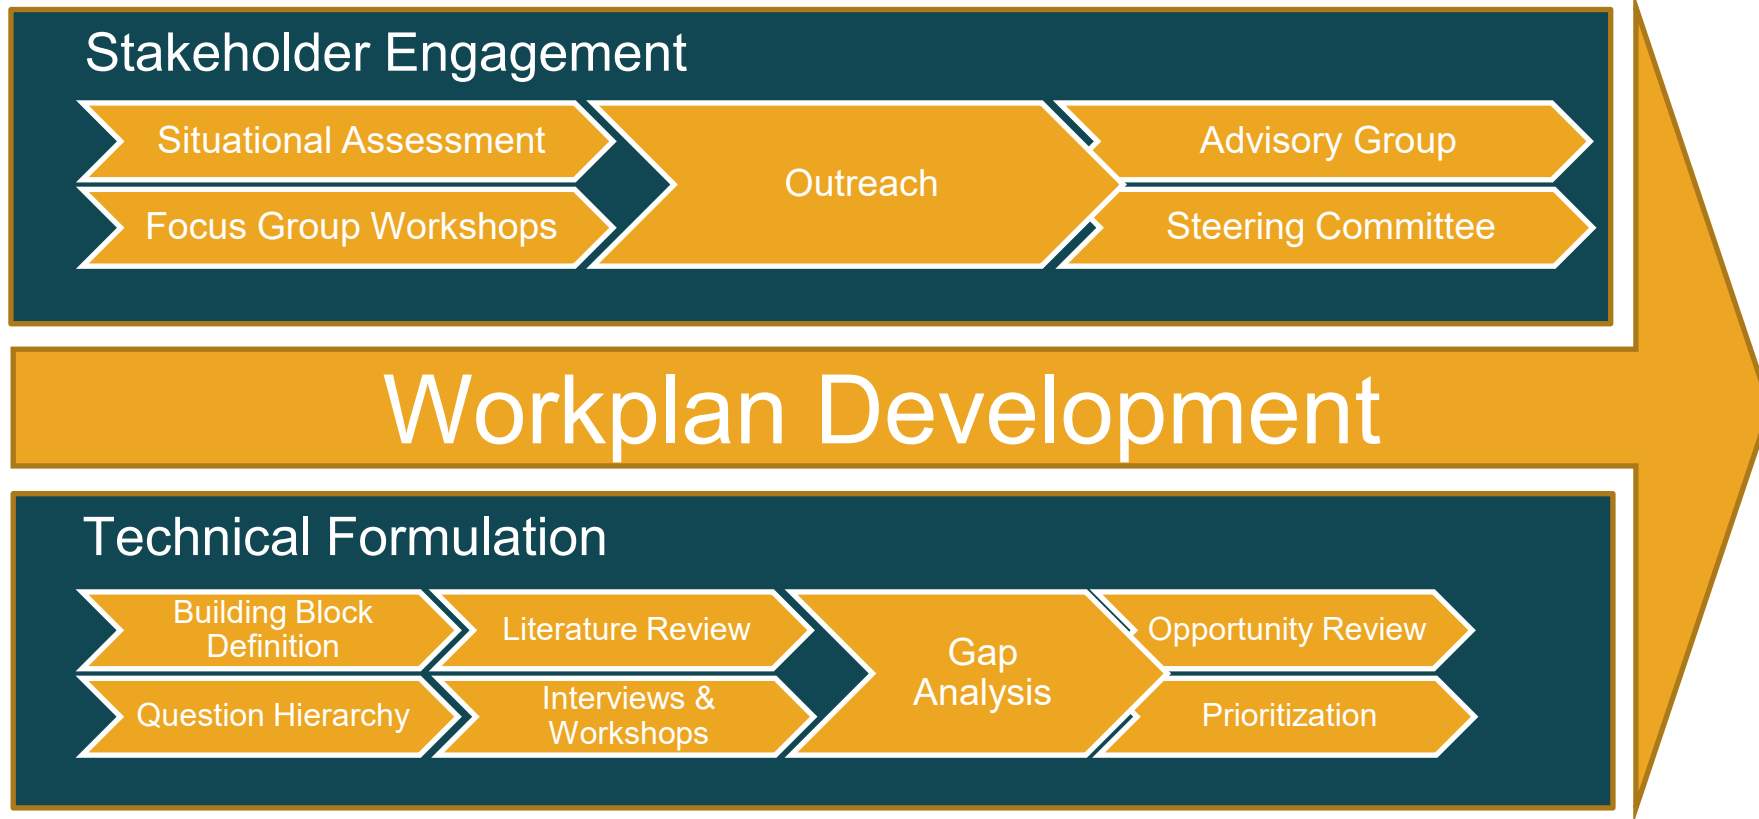 Stakeholder Engagement
Situational Assessment
Focus Group Workshops
Outreach
Advisory Group
Steering Committee
Workplan Development
Technical Formulation
Building Block
Definition
Question Hierarchy
Literature Review
Interviews &
Workshops
Gap
Analysis
Opportunity Review
Prioritization